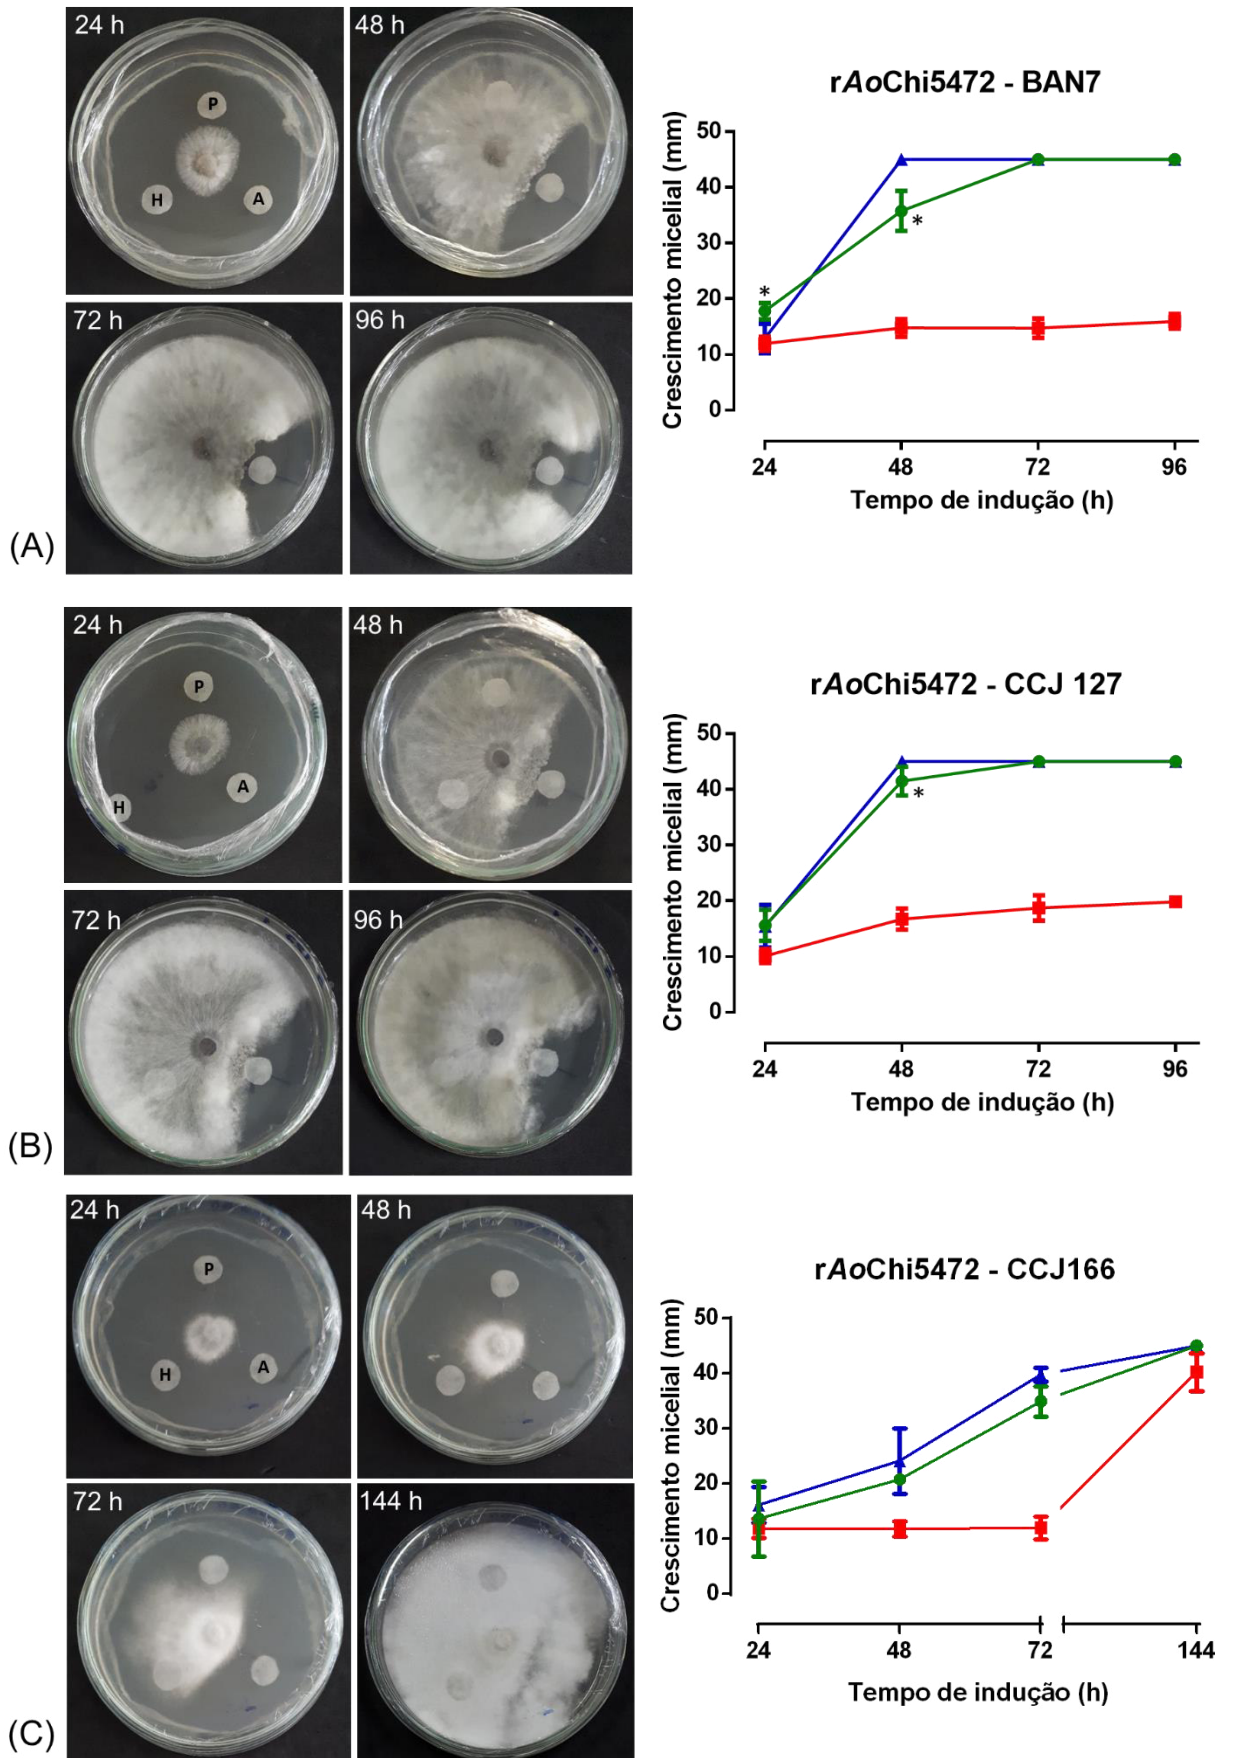 24 h
48 h
P
H
A
72 h
96 h
(A)
rAoChi5472 - BAN7
Crescimento micelial (mm)
50
40
30
20
10
0
*
*
24
48
72
96
Tempo de indução (h)
24 h
48 h
P
A
H
72 h
96 h
(B)
rAoChi5472 - CCJ 127
Crescimento micelial (mm)
50
40
30
20
10
0
*
24
48
72
96
Tempo de indução (h)
24 h
48 h
P
H
A
72 h
144 h
(C)
rAoChi5472 - CCJ166
Crescimento micelial (mm)
50
40
30
20
10
0
24
48
72
144
Tempo de indução (h)